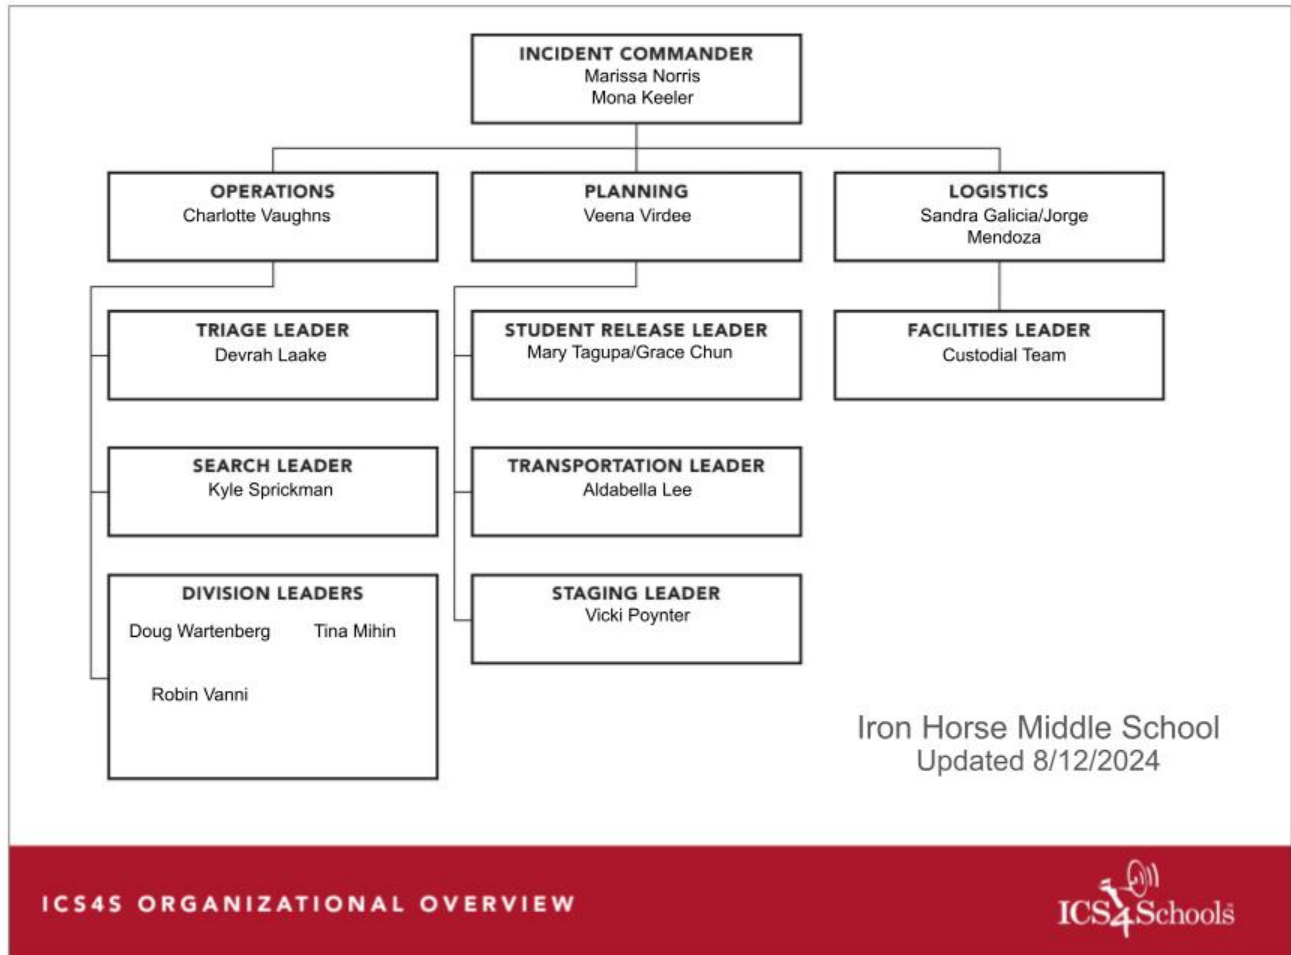 INCIDENT COMMANDER
Marissa Norris
Mona Keeler
OPERATIONS
Charlotte Vaughns
PLANNING
Veena Virdee
LOGISTICS
Sandra Galicia/Jorge
Mendoza
TRIAGE LEADER
Devrah Laake
STUDENT RELEASE LEADER
Mary Tagupa/Grace Chun
FACILITIES LEADER
Custodial Team
SEARCH LEADER
Kyle Sprickman
TRANSPORTATION LEADER
Aldabella Lee
DIVISION LEADERS
Doug Wartenberg Tina Mihin
Robin Vanni
STAGING LEADER
Vicki Poynter
Iron Horse Middle School
Updated 8/12/2024
ICS4S ORGANIZATIONAL OVERVIEW
ICS4Schools